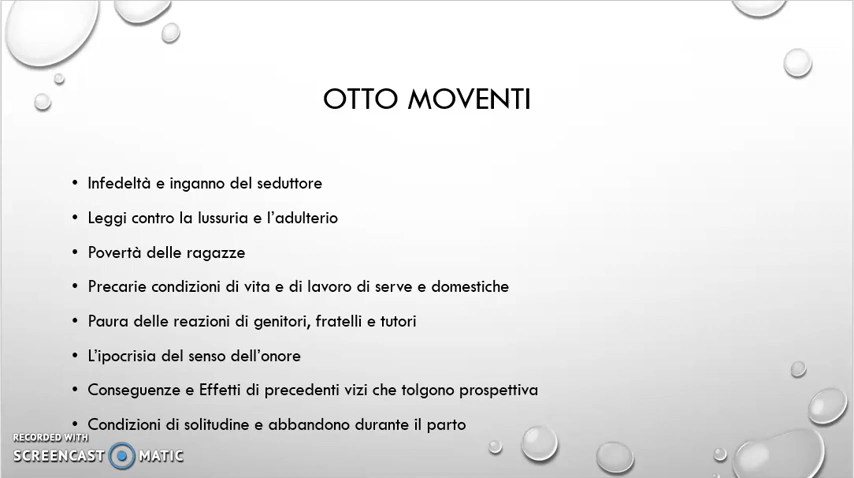 OTTO MOVENTI
• Infedeltà e inganno del seduttore
• Leggi contro la lussuria e l'adulterio
• Povertà delle ragazze
• Precarie condizioni di vita e di lavoro di serve e domestiche
• Paura delle reazioni di genitori, fratelli e tutori
• L'ipocrisia del senso dell'onore
• Conseguenze e Effetti di precedenti vizi che tolgono prospettiva
• Condizioni di solitudine e abbandono durante il parto
RECORDED WITH
SCREENCAST MATIC